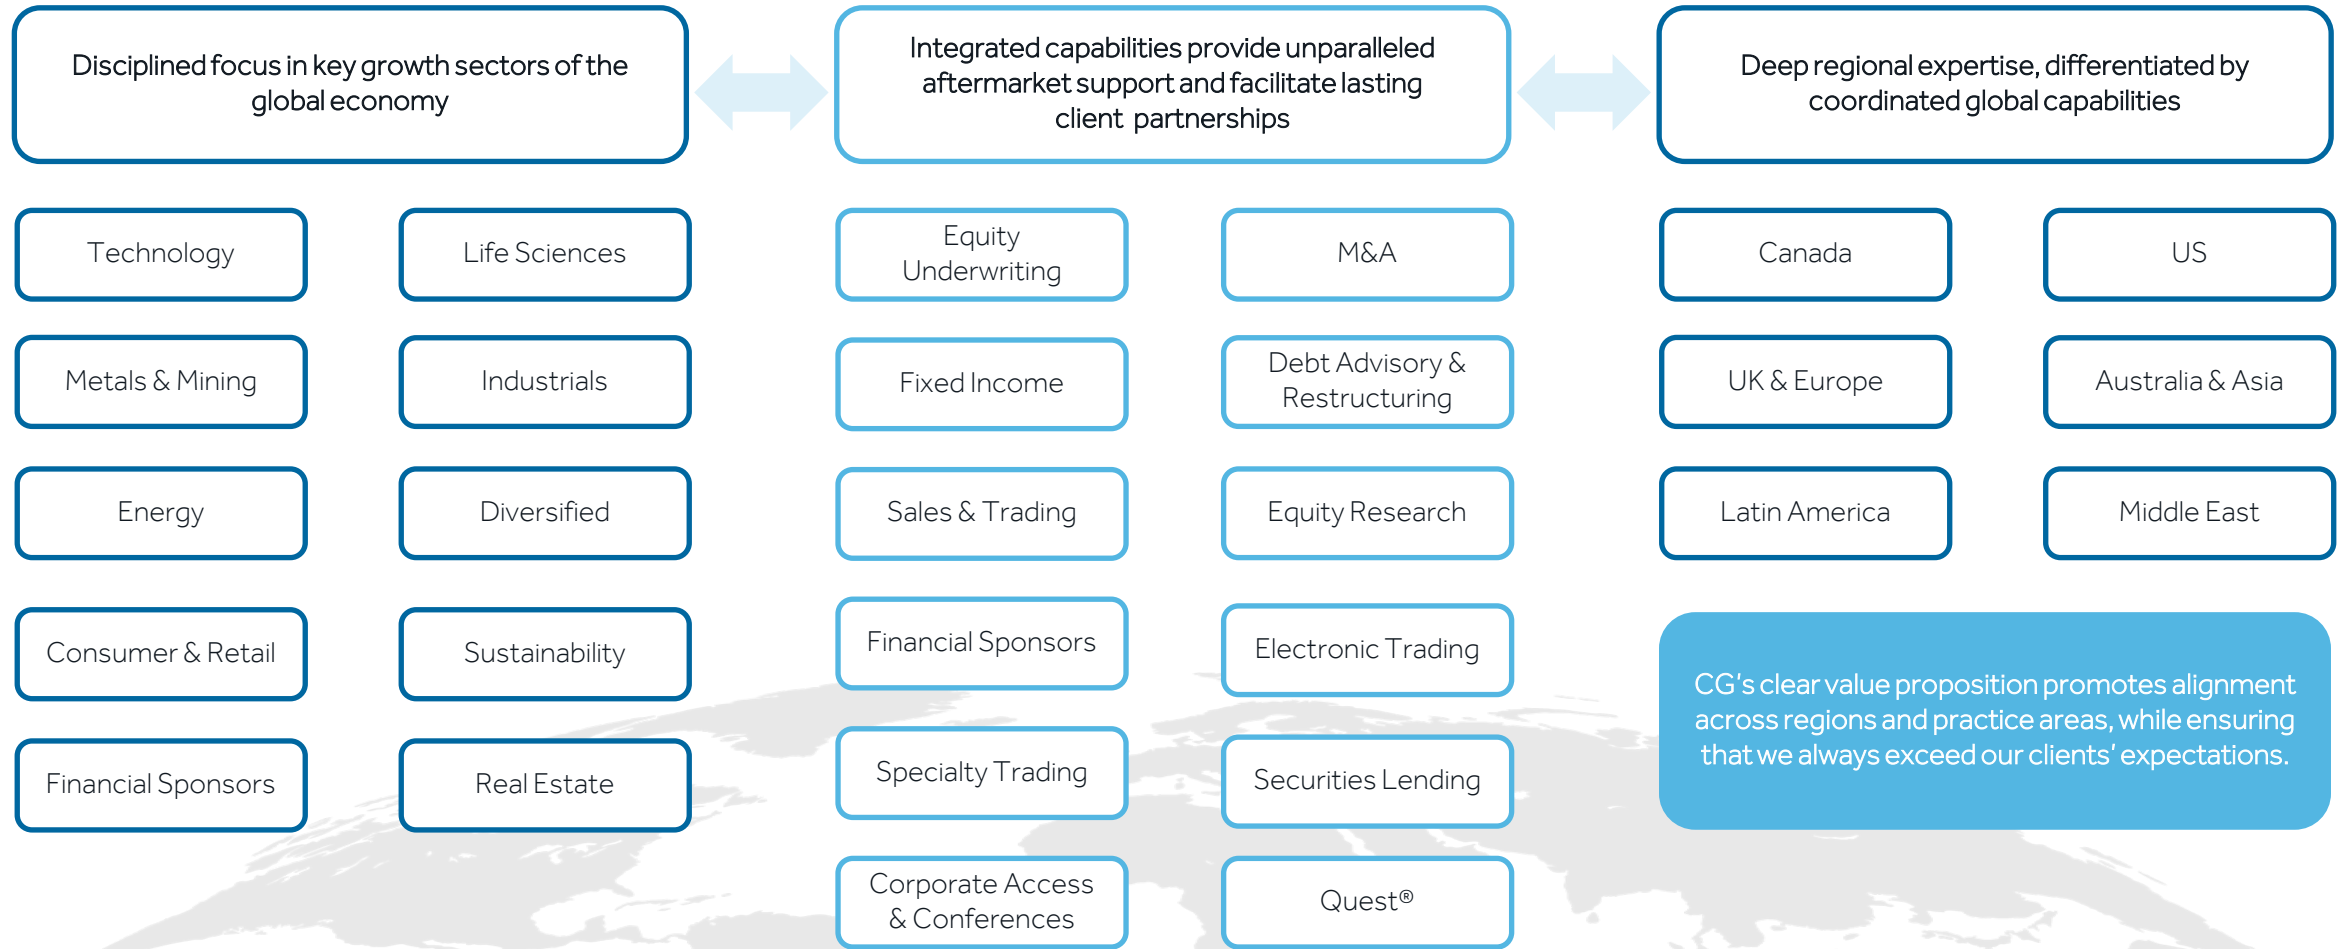 Disciplined focus in key growth sectors of the
global economy
Integrated capabilities provide unparalleled
aftermarket support and facilitate lasting
client partnerships
Deep regional expertise, differentiated by
coordinated global capabilities
Technology
Life Sciences
Metals & Mining
Industrials
Energy
Diversified
Consumer & Retail
Sustainability
Financial Sponsors
Real Estate
Equity
Underwriting
M&A
Fixed Income
Debt Advisory &
Restructuring
Sales & Trading
Equity Research
Financial Sponsors
Electronic Trading
Specialty Trading
Securities Lending
Corporate Access
& Conferences
Quest®
Canada
US
UK & Europe
Australia & Asia
Latin America
Middle East
CG's clear value proposition promotes alignment
across regions and practice areas, while ensuring
that we always exceed our clients' expectations.